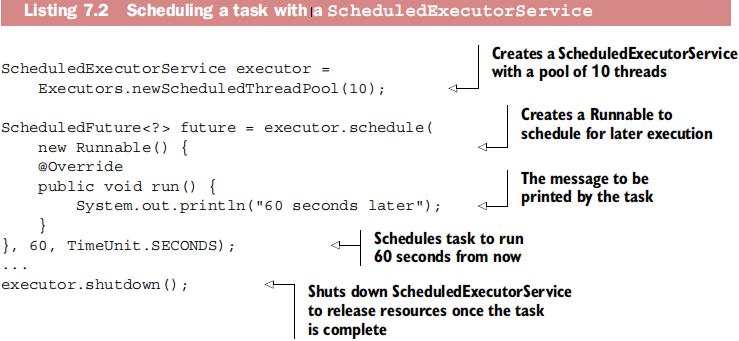 Listing 7.2 Scheduling a task with a ScheduledExecutorService
Creates a ScheduledExecutorService
with a pool of 10 threads
ScheduledExecutorService executor =
Executors.newScheduledThreadPool(10);
Creates a Runnable to
schedule for later execution
ScheduledFuture<?> future = executor.schedule(
new Runnable() {
@Override
public void run() {
The message to be
printed by the task
System.out.println("60 seconds later");
}
}, 60, TimeUnit.SECONDS);
Schedules task to run
60 seconds from now
...
executor.shutdown();
Shuts down ScheduledExecutorService
to release resources once the task
is complete